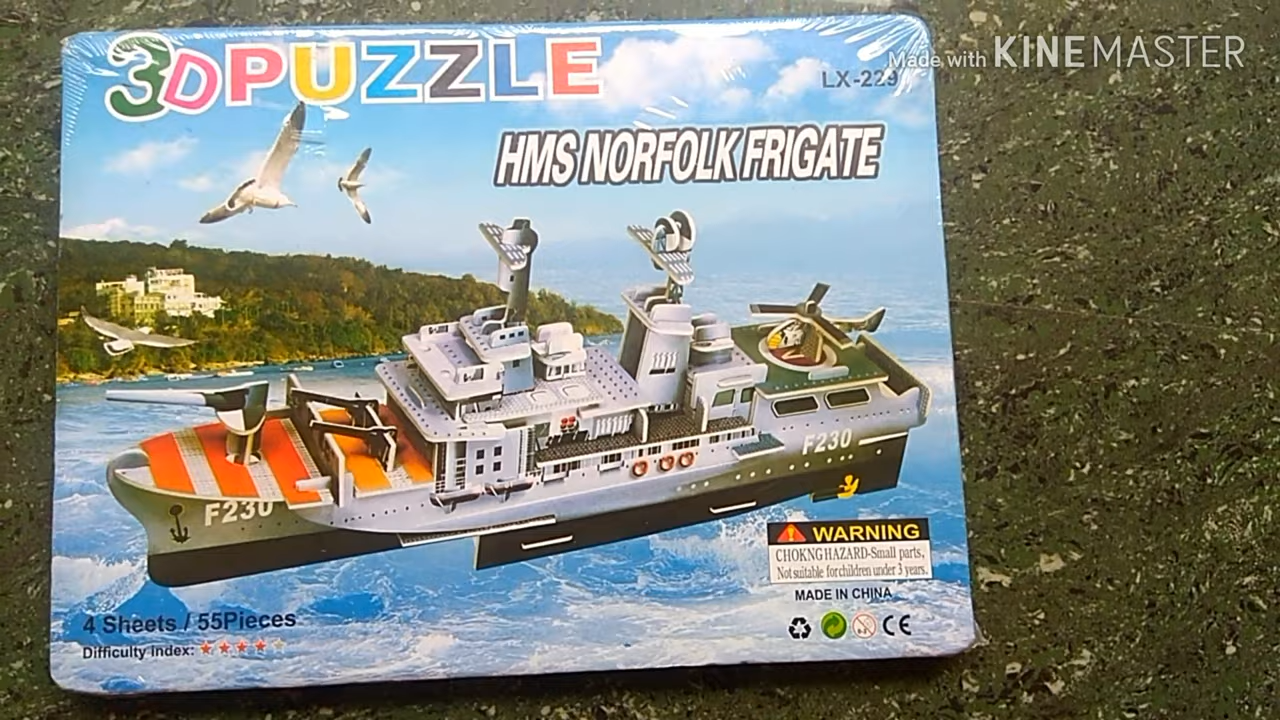 Made with KINEMASTER
3D PUZZLE
LX-229
HMS NORFOLK FRIGATE
F230
F230
WARNING
CHOKNG HAZARD-Small parts.
Not suitable for children under 3 years.
MADE IN CHINA
4 Sheets / 55Pieces
Difficulty Index:
CE